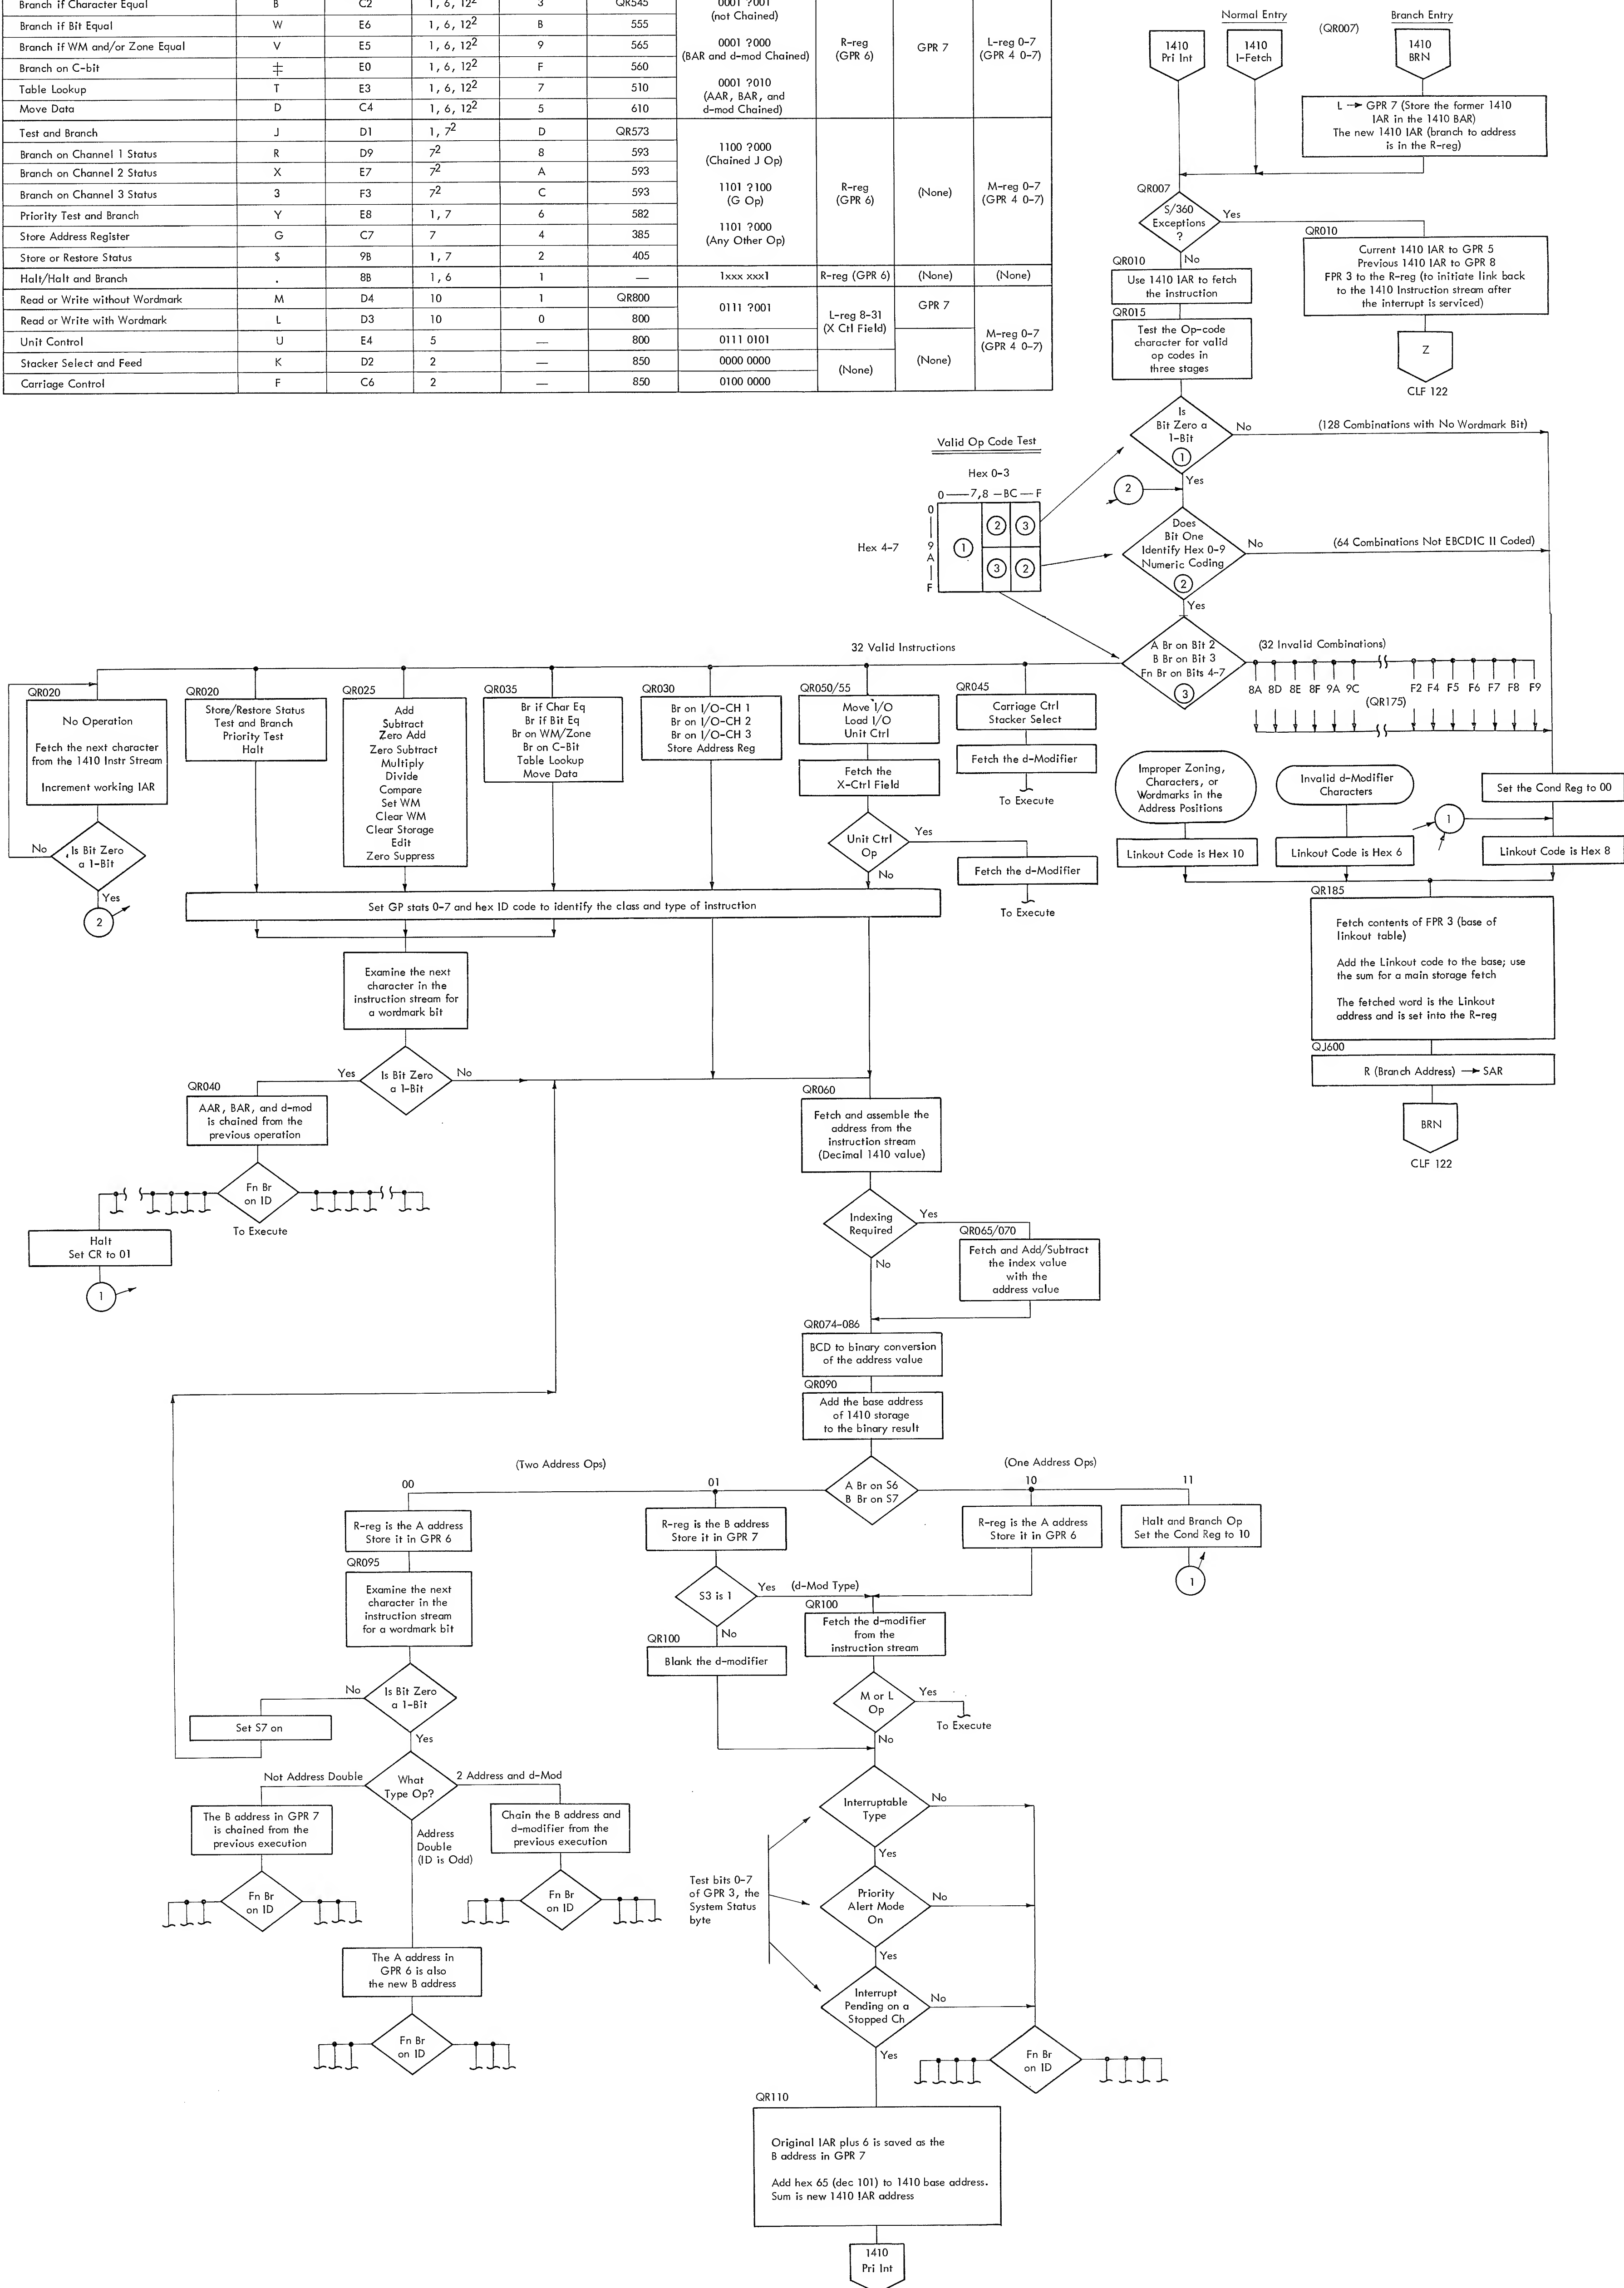 Branch if Character Equal B C2 1, 6, 12² 3 QR545 0001 ?001
(not Chained)
Branch if Bit Equal W E6 1, 6, 12² B 555
Branch if WM and/or Zone Equal V E5 1, 6, 12² 9 565 0001 ?000 R-reg GPR 7 L-reg 0-7
(BAR and d-mod Chained) (GPR 6) (GPR 4 0-7)
Branch on C-bit ‡ E0 1, 6, 12² F 560
Table Lookup T E3 1, 6, 12² 7 510 0001 ?010
(AAR, BAR, and
Move Data D C4 1, 6, 12² 5 610 d-mod Chained)
Test and Branch J D1 1, 7² D QR573
Branch on Channel 1 Status R D9 7² 8 593 1100 ?000
(Chained J Op)
Branch on Channel 2 Status X E7 7² A 593
Branch on Channel 3 Status 3 F3 7² C 593 1101 ?100 R-reg (None) M-reg 0-7
(G Op) (GPR 6) (GPR 4 0-7)
Priority Test and Branch Y E8 1, 7 6 582
1101 ?000
Store Address Register G C7 7 4 385 (Any Other Op)
Store or Restore Status $ 9B 1, 7 2 405
Halt/Halt and Branch . 8B 1, 6 1 — 1xxx xxx1 R-reg (GPR 6) (None) (None)
Read or Write without Wordmark M D4 10 1 QR800 0111 ?001 GPR 7
Read or Write with Wordmark L D3 10 0 800 L-reg 8-31
(X Ctl Field)
Unit Control U E4 5 — 800 0111 0101 M-reg 0-7
(GPR 4 0-7)
Stacker Select and Feed K D2 2 — 850 0000 0000 (None) (None)
Carriage Control F C6 2 — 850 0100 0000
Normal Entry
Branch Entry
(QR007)
1410
Pri Int
1410
I-Fetch
1410
BRN
L → GPR 7 (Store the former 1410
IAR in the 1410 BAR)
The new 1410 IAR (branch to address
is in the R-reg)
QR007
S/360
Exceptions
?
Yes
No
QR010
Current 1410 IAR to GPR 5
Previous 1410 IAR to GPR 8
FPR 3 to the R-reg (to initiate link back
to the 1410 Instruction stream after
the interrupt is serviced)
Z
CLF 122
QR010
Use 1410 IAR to fetch
the instruction
QR015
Test the Op-code
character for valid
op codes in
three stages
Is
Bit Zero a
1-Bit
1
No
(128 Combinations with No Wordmark Bit)
Yes
2
Valid Op Code Test
Hex 0-3
0 — 7,8 — BC — F
Hex 4-7
0
9
A
F
1
2
3
3
2
Does
Bit One
Identify Hex 0-9
Numeric Coding
2
No
(64 Combinations Not EBCDIC II Coded)
Yes
A Br on Bit 2
B Br on Bit 3
Fn Br on Bits 4-7
3
(32 Invalid Combinations)
8A 8D 8E 8F 9A 9C
(QR175)
F2 F4 F5 F6 F7 F8 F9
32 Valid Instructions
QR020
No Operation
Fetch the next character
from the 1410 Instr Stream
Increment working IAR
Is Bit Zero
a 1-Bit
No
Yes
2
QR020
Store/Restore Status
Test and Branch
Priority Test
Halt
QR025
Add
Subtract
Zero Add
Zero Subtract
Multiply
Divide
Compare
Set WM
Clear WM
Clear Storage
Edit
Zero Suppress
QR035
Br if Char Eq
Br if Bit Eq
Br on WM/Zone
Br on C-Bit
Table Lookup
Move Data
QR030
Br on I/O-CH 1
Br on I/O-CH 2
Br on I/O-CH 3
Store Address Reg
QR050/55
Move I/O
Load I/O
Unit Ctrl
Fetch the
X-Ctrl Field
Unit Ctrl
Op
Yes
No
QR045
Carriage Ctrl
Stacker Select
Fetch the d-Modifier
To Execute
Fetch the d-Modifier
To Execute
Improper Zoning,
Characters, or
Wordmarks in the
Address Positions
Linkout Code is Hex 10
Invalid d-Modifier
Characters
Linkout Code is Hex 6
1
Set the Cond Reg to 00
Linkout Code is Hex 8
QR185
Fetch contents of FPR 3 (base of
linkout table)
Add the Linkout code to the base; use
the sum for a main storage fetch
The fetched word is the Linkout
address and is set into the R-reg
QJ600
R (Branch Address) → SAR
BRN
CLF 122
Set GP stats 0-7 and hex ID code to identify the class and type of instruction
Examine the next
character in the
instruction stream for
a wordmark bit
Is Bit Zero
a 1-Bit
Yes
No
QR040
AAR, BAR, and d-mod
is chained from the
previous operation
Fn Br
on ID
To Execute
Halt
Set CR to 01
1
QR060
Fetch and assemble the
address from the
instruction stream
(Decimal 1410 value)
Indexing
Required
Yes
No
QR065/070
Fetch and Add/Subtract
the index value
with the
address value
QR074-086
BCD to binary conversion
of the address value
QR090
Add the base address
of 1410 storage
to the binary result
A Br on S6
B Br on S7
(Two Address Ops)
(One Address Ops)
00
01
10
11
R-reg is the A address
Store it in GPR 6
R-reg is the B address
Store it in GPR 7
R-reg is the A address
Store it in GPR 6
Halt and Branch Op
Set the Cond Reg to 10
1
QR095
Examine the next
character in the
instruction stream
for a wordmark bit
Is Bit Zero
a 1-Bit
No
Yes
Set S7 on
S3 is 1
Yes (d-Mod Type)
No
QR100
Blank the d-modifier
QR100
Fetch the d-modifier
from the
instruction stream
M or L
Op
Yes
To Execute
No
What
Type Op?
Not Address Double
2 Address and d-Mod
The B address in GPR 7
is chained from the
previous execution
Fn Br
on ID
Address
Double
(ID is Odd)
Chain the B address and
d-modifier from the
previous execution
Fn Br
on ID
The A address in
GPR 6 is also
the new B address
Fn Br
on ID
Interruptable
Type
No
Yes
Test bits 0-7
of GPR 3, the
System Status
byte
Priority
Alert Mode
On
No
Yes
Interrupt
Pending on a
Stopped Ch
No
Yes
Fn Br
on ID
QR110
Original IAR plus 6 is saved as the
B address in GPR 7
Add hex 65 (dec 101) to 1410 base address.
Sum is new 1410 IAR address
1410
Pri Int